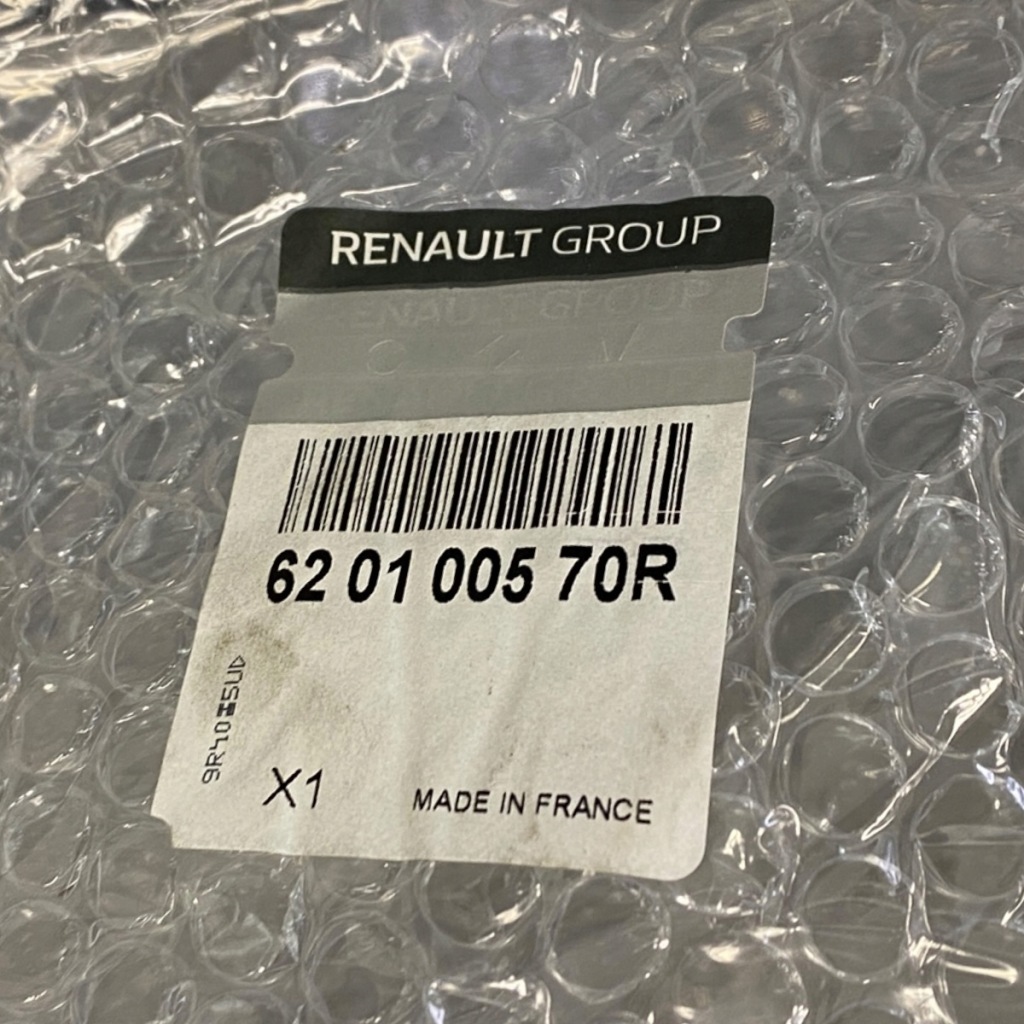 RENAULT GROUP
62 01 005 70R
X1
MADE IN FRANCE